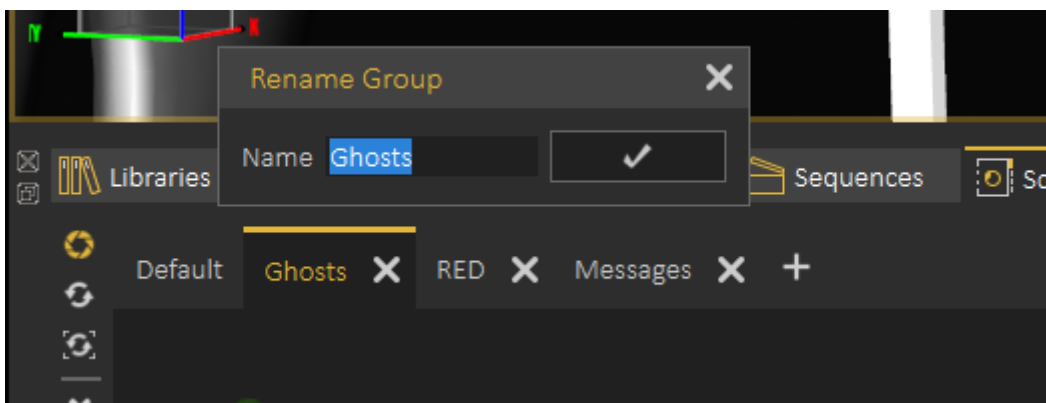 Y X
Rename Group
Name Ghosts
Libraries Sequences
Default Ghosts RED Messages